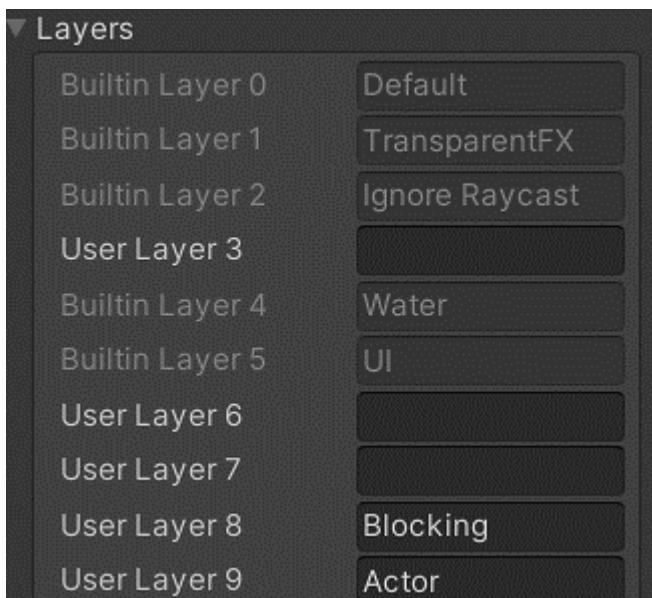 Layers
Builtin Layer 0 Default
Builtin Layer 1 TransparentFX
Builtin Layer 2 Ignore Raycast
User Layer 3
Builtin Layer 4 Water
Builtin Layer 5 UI
User Layer 6
User Layer 7
User Layer 8 Blocking
User Layer 9 Actor